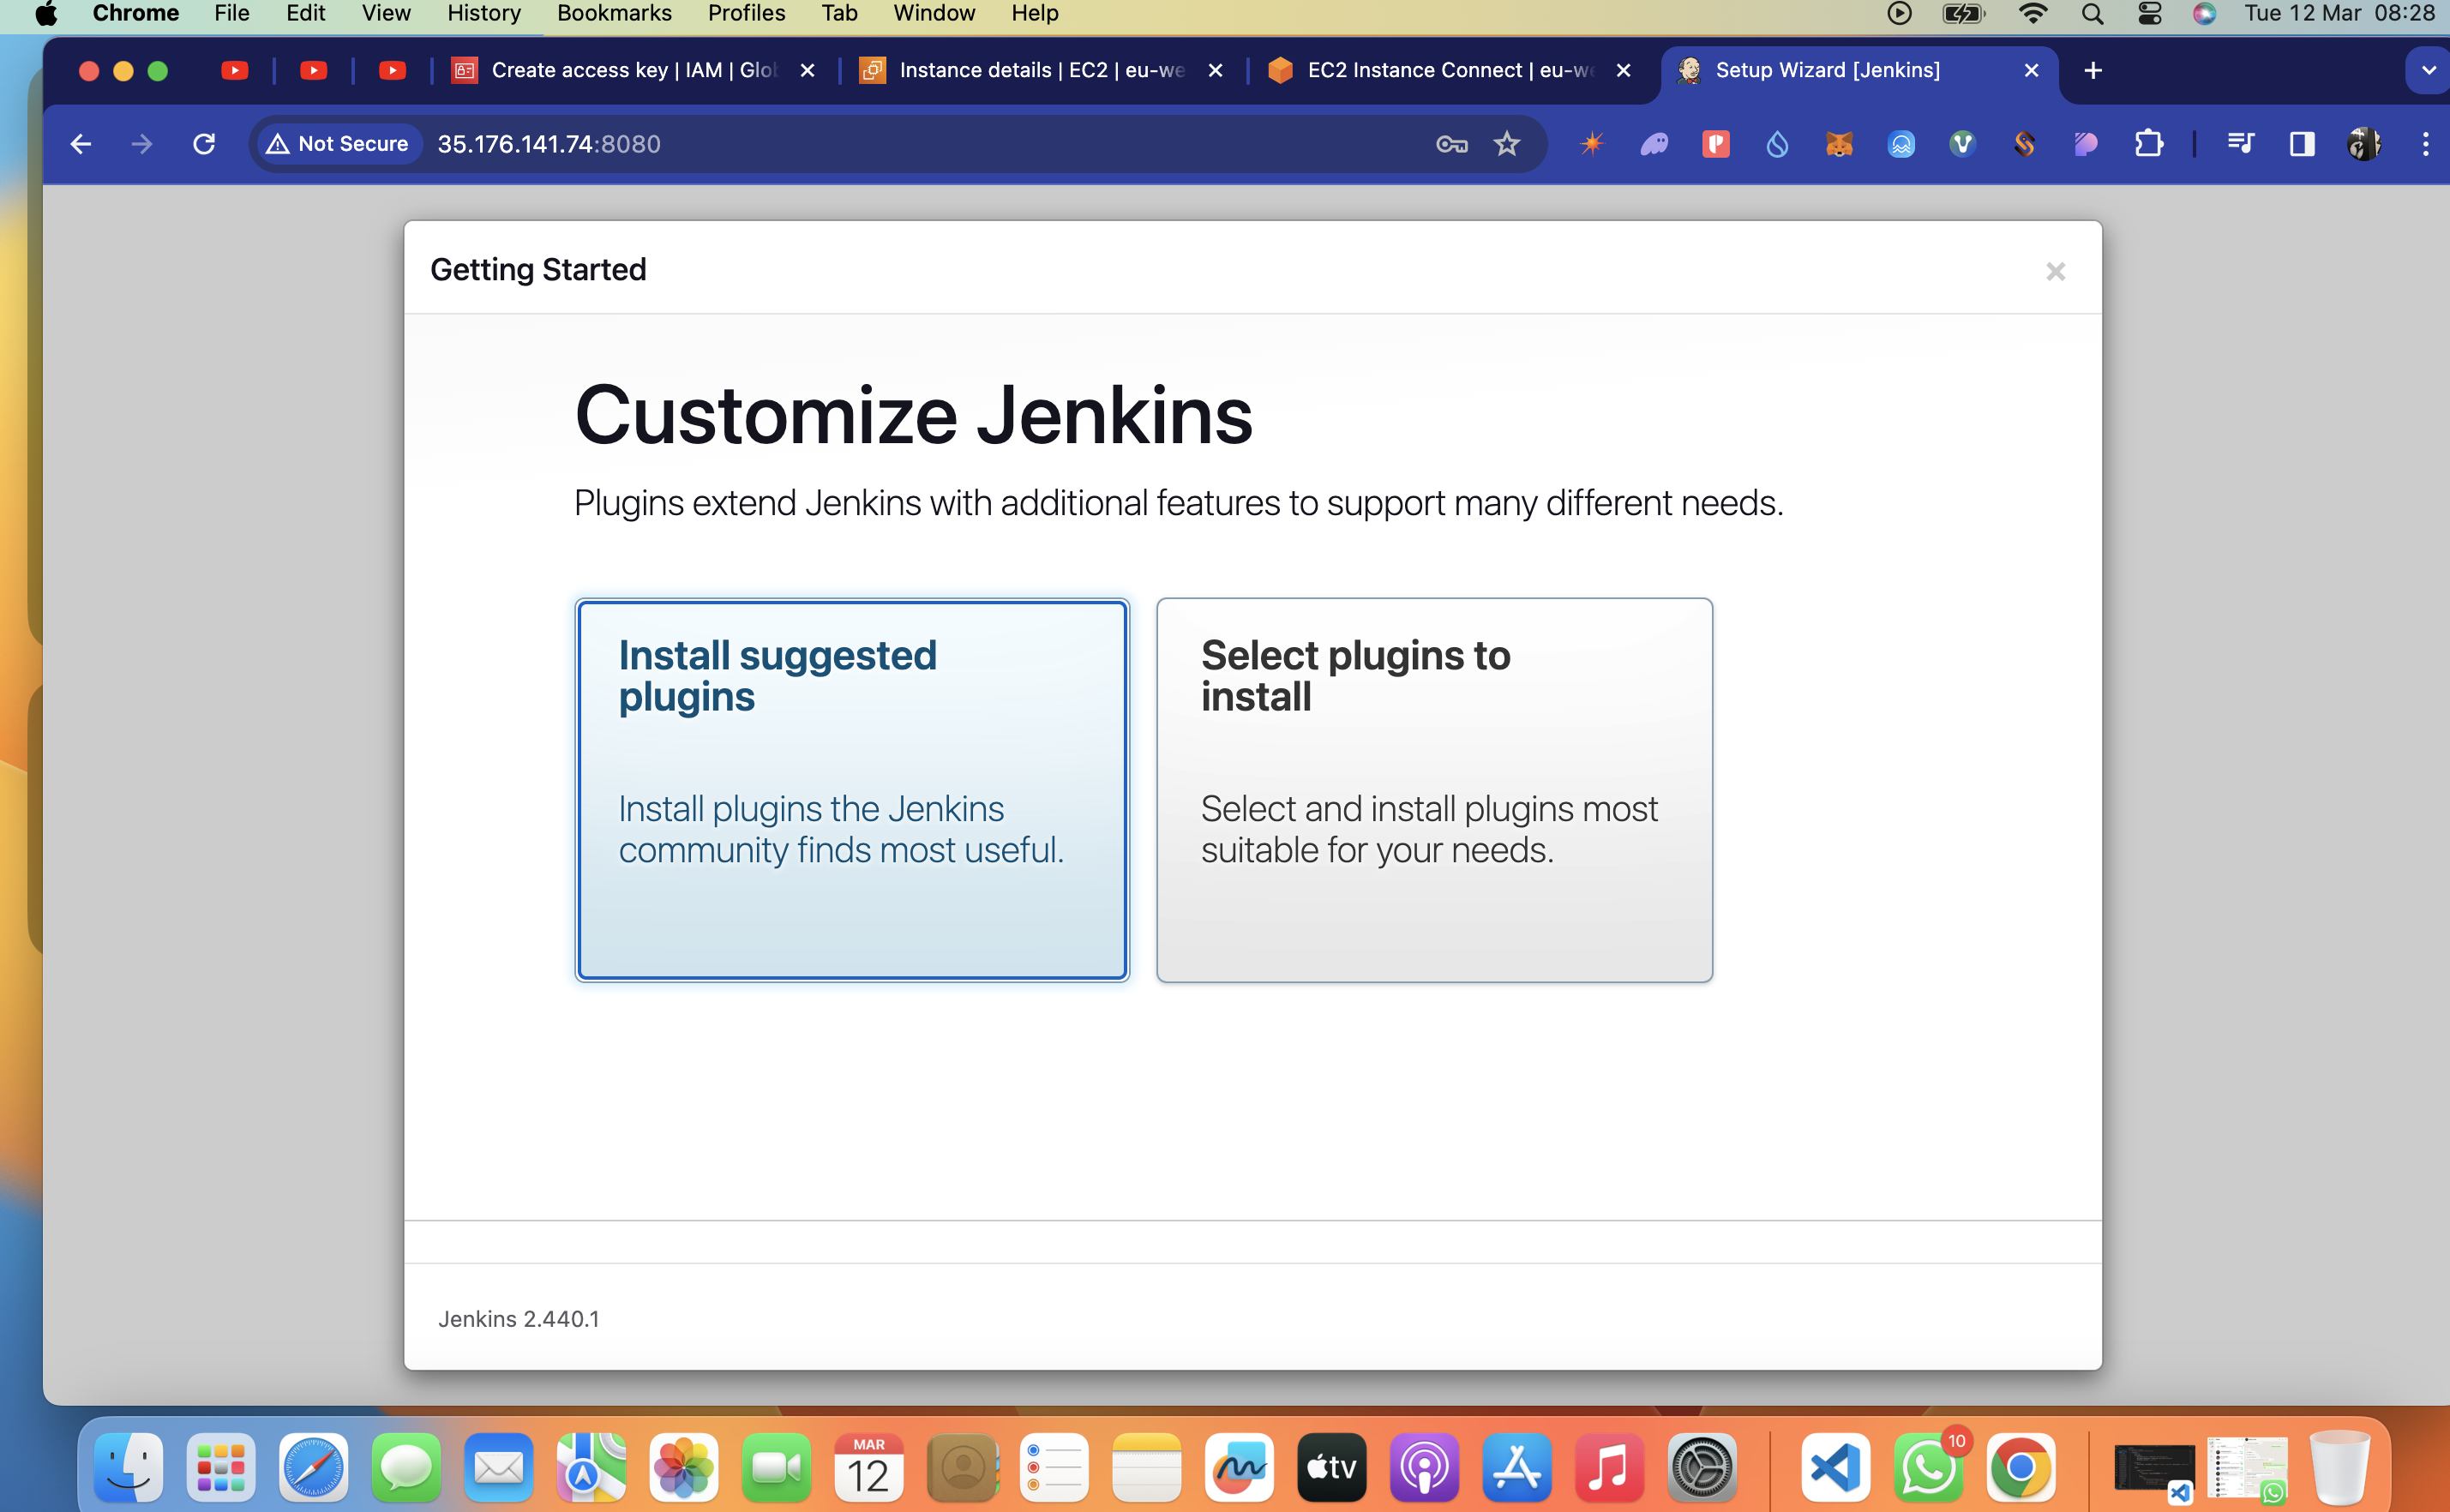 Chrome File Edit View History Bookmarks Profiles Tab Window Help Tue 12 Mar 08:28
Create access key | IAM | Glo Instance details | EC2 | eu-we EC2 Instance Connect | eu-we Setup Wizard [Jenkins]
Not Secure 35.176.141.74:8080
Getting Started
Customize Jenkins
Plugins extend Jenkins with additional features to support many different needs.
Install suggested
plugins
Install plugins the Jenkins
community finds most useful.
Select plugins to
install
Select and install plugins most
suitable for your needs.
Jenkins 2.440.1
MAR
12
tv
10